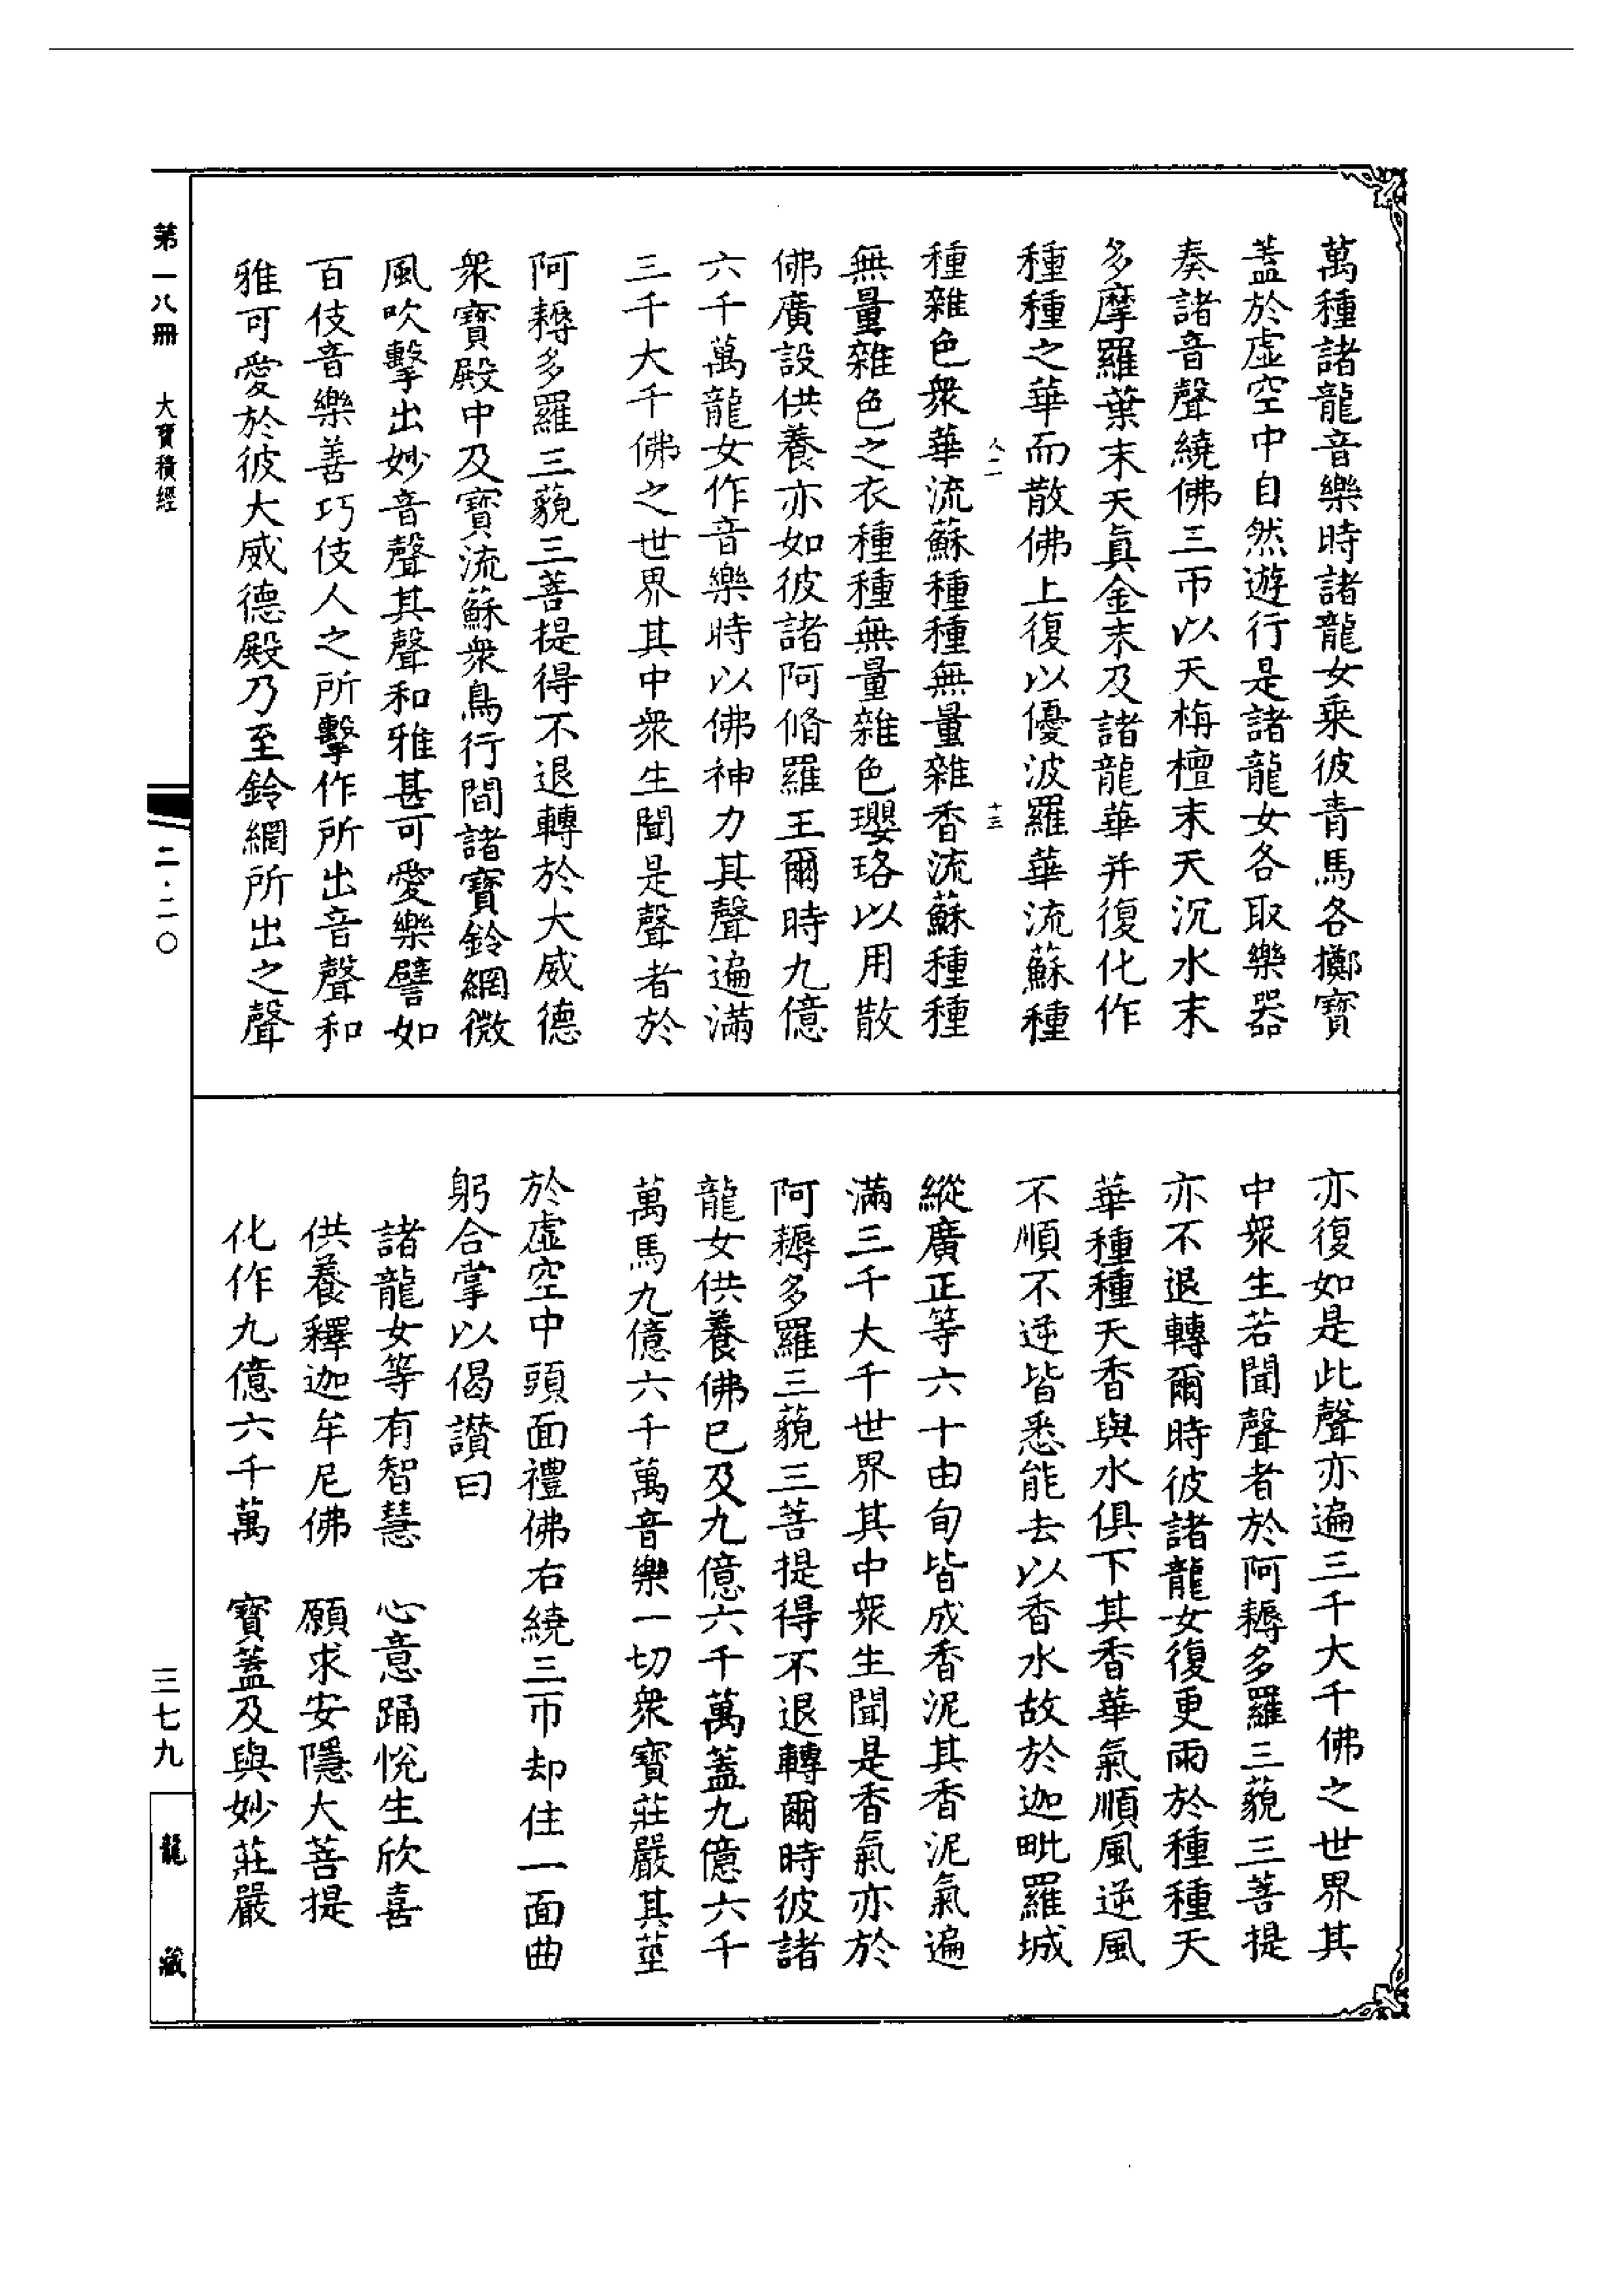 萬種諸龍音樂時諸龍女乘彼青馬各擲寶
蓋於虛空中自然遊行是諸龍女各取樂器
奏諸音聲繞佛三帀以天栴檀末天沉水末
多摩羅葉末天眞金末及諸龍華并復化作
種種之華而散佛上復以優波羅華流蘇種
人二 十三
種雜色衆華流蘇種種無量雜香流蘇種種
無量雜色之衣種種無量雜色瓔珞以用散
佛廣設供養亦如彼諸阿脩羅王爾時九億
六千萬龍女作音樂時以佛神力其聲遍滿
三千大千佛之世界其中衆生聞是聲者於
阿耨多羅三藐三菩提得不退轉於大威德
衆寶殿中及寶流蘇衆鳥行間諸寶鈴網微
風吹擊出妙音聲其聲和雅甚可愛樂譬如
百伎音樂善巧伎人之所擊作所出音聲和
雅可愛於彼大威德殿乃至鈴網所出之聲
亦復如是此聲亦遍三千大千佛之世界其
中衆生若聞聲者於阿耨多羅三藐三菩提
亦不退轉爾時彼諸龍女復更雨於種種天
華種種天香與水俱下其香華氣順風逆風
不順不逆皆悉能去以香水故於迦毗羅城
縱廣正等六十由旬皆成香泥其香泥氣遍
滿三千大千世界其中衆生聞是香氣亦於
阿耨多羅三藐三菩提得不退轉爾時彼諸
龍女供養佛已及九億六千萬蓋九億六千
萬馬九億六千萬音樂一切衆寶莊嚴其莖
於虛空中頭面禮佛右繞三帀却住一面曲
躬合掌以偈讃曰
諸龍女等有智慧 心意踊悅生欣喜
供養釋迦牟尼佛 願求安隱大菩提
化作九億六千萬 寶蓋及與妙莊嚴
第一八冊 大寶積經 二·二〇 三七九 龍藏